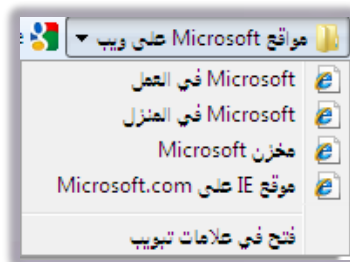 مواقع Microsoft على ويب
Microsoft في العمل
Microsoft في المنزل
مخزن Microsoft
موقع IE على Microsoft.com
فتح في علامات تبويب